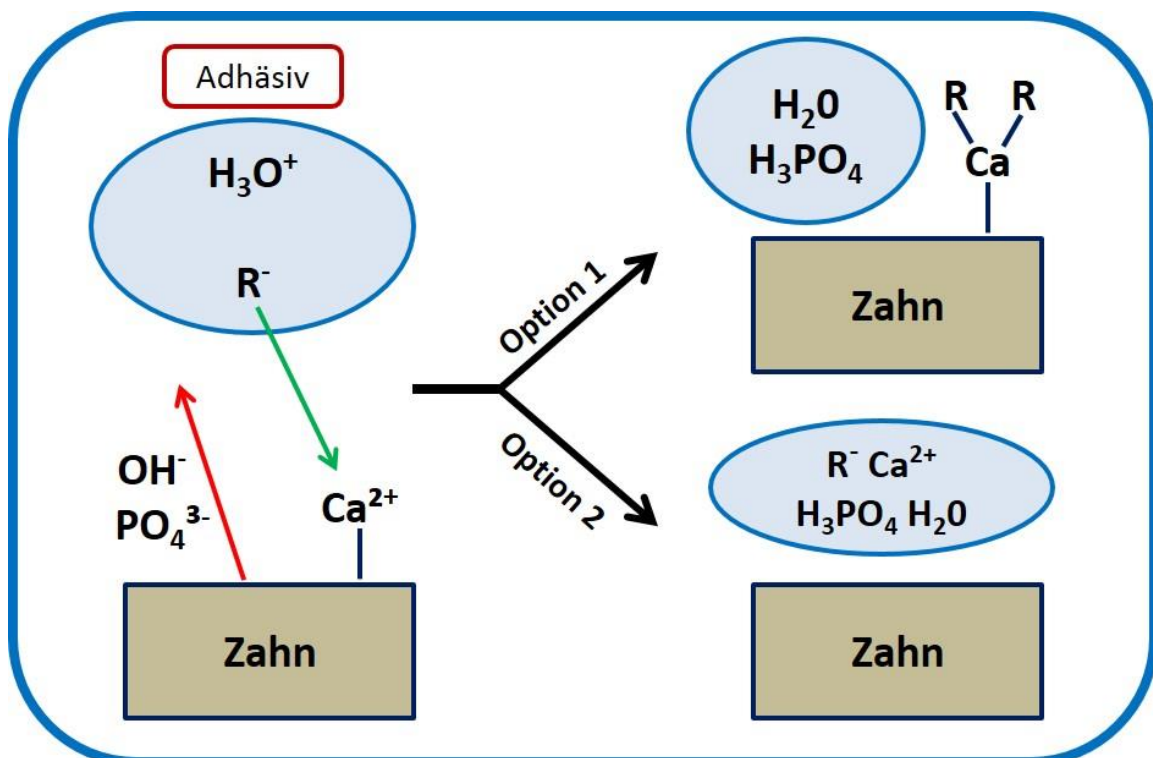 Adhäsiv
H₃O⁺
R⁻
OH⁻
PO₄³⁻
Ca²⁺
Zahn
Option 1
Option 2
H₂0
H₃PO₄
R R
Ca
Zahn
R⁻ Ca²⁺
H₃PO₄ H₂0
Zahn